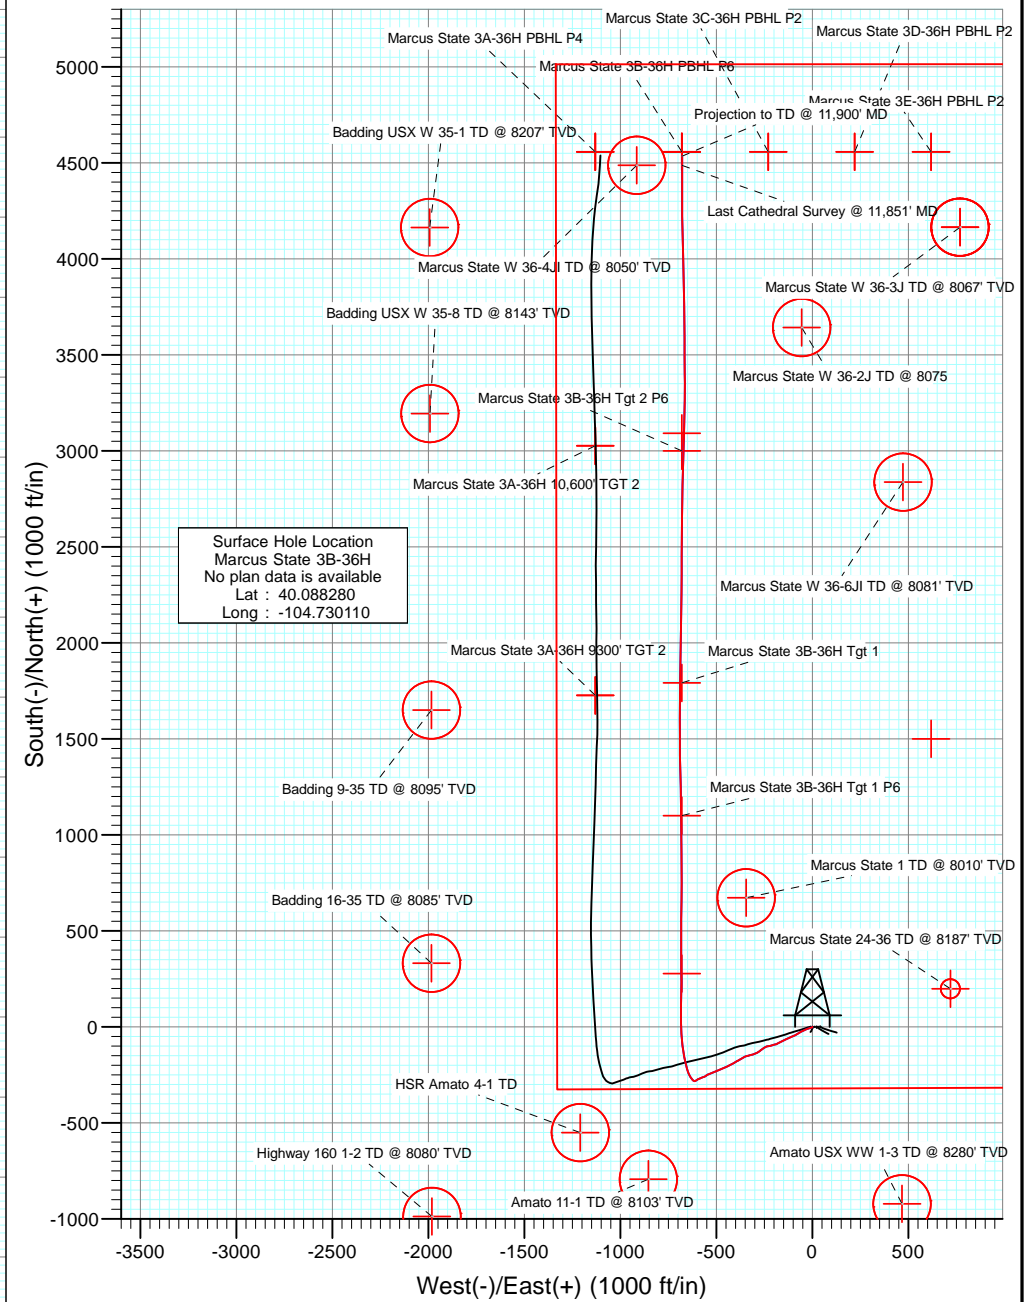 Marcus State 3C-36H PBHL P2
Marcus State 3D-36H PBHL P2
Marcus State 3A-36H PBHL P4
Marcus State 3B-36H PBHL P6
Marcus State 3E-36H PBHL P2
Projection to TD @ 11,900' MD
Badding USX W 35-1 TD @ 8207' TVD
Last Cathedral Survey @ 11,851' MD
Marcus State W 36-4JI TD @ 8050' TVD
Marcus State W 36-3J TD @ 8067' TVD
Badding USX W 35-8 TD @ 8143' TVD
Marcus State W 36-2J TD @ 8075
Marcus State 3B-36H Tgt 2 P6
Marcus State 3A-36H 10,600' TGT 2
Surface Hole Location
Marcus State 3B-36H
No plan data is available
Lat : 40.088280
Long : -104.730110
Marcus State W 36-6JI TD @ 8081' TVD
Marcus State 3A-36H 9300' TGT 2
Marcus State 3B-36H Tgt 1
Badding 9-35 TD @ 8095' TVD
Marcus State 3B-36H Tgt 1 P6
Marcus State 1 TD @ 8010' TVD
Badding 16-35 TD @ 8085' TVD
Marcus State 24-36 TD @ 8187' TVD
HSR Amato 4-1 TD
Highway 160 1-2 TD @ 8080' TVD
Amato USX WW 1-3 TD @ 8280' TVD
Amato 11-1 TD @ 8103' TVD
South(-)/North(+) (1000 ft/in)
5000
4500
4000
3500
3000
2500
2000
1500
1000
500
0
-500
-1000
-3500 -3000 -2500 -2000 -1500 -1000 -500 0 500
West(-)/East(+) (1000 ft/in)